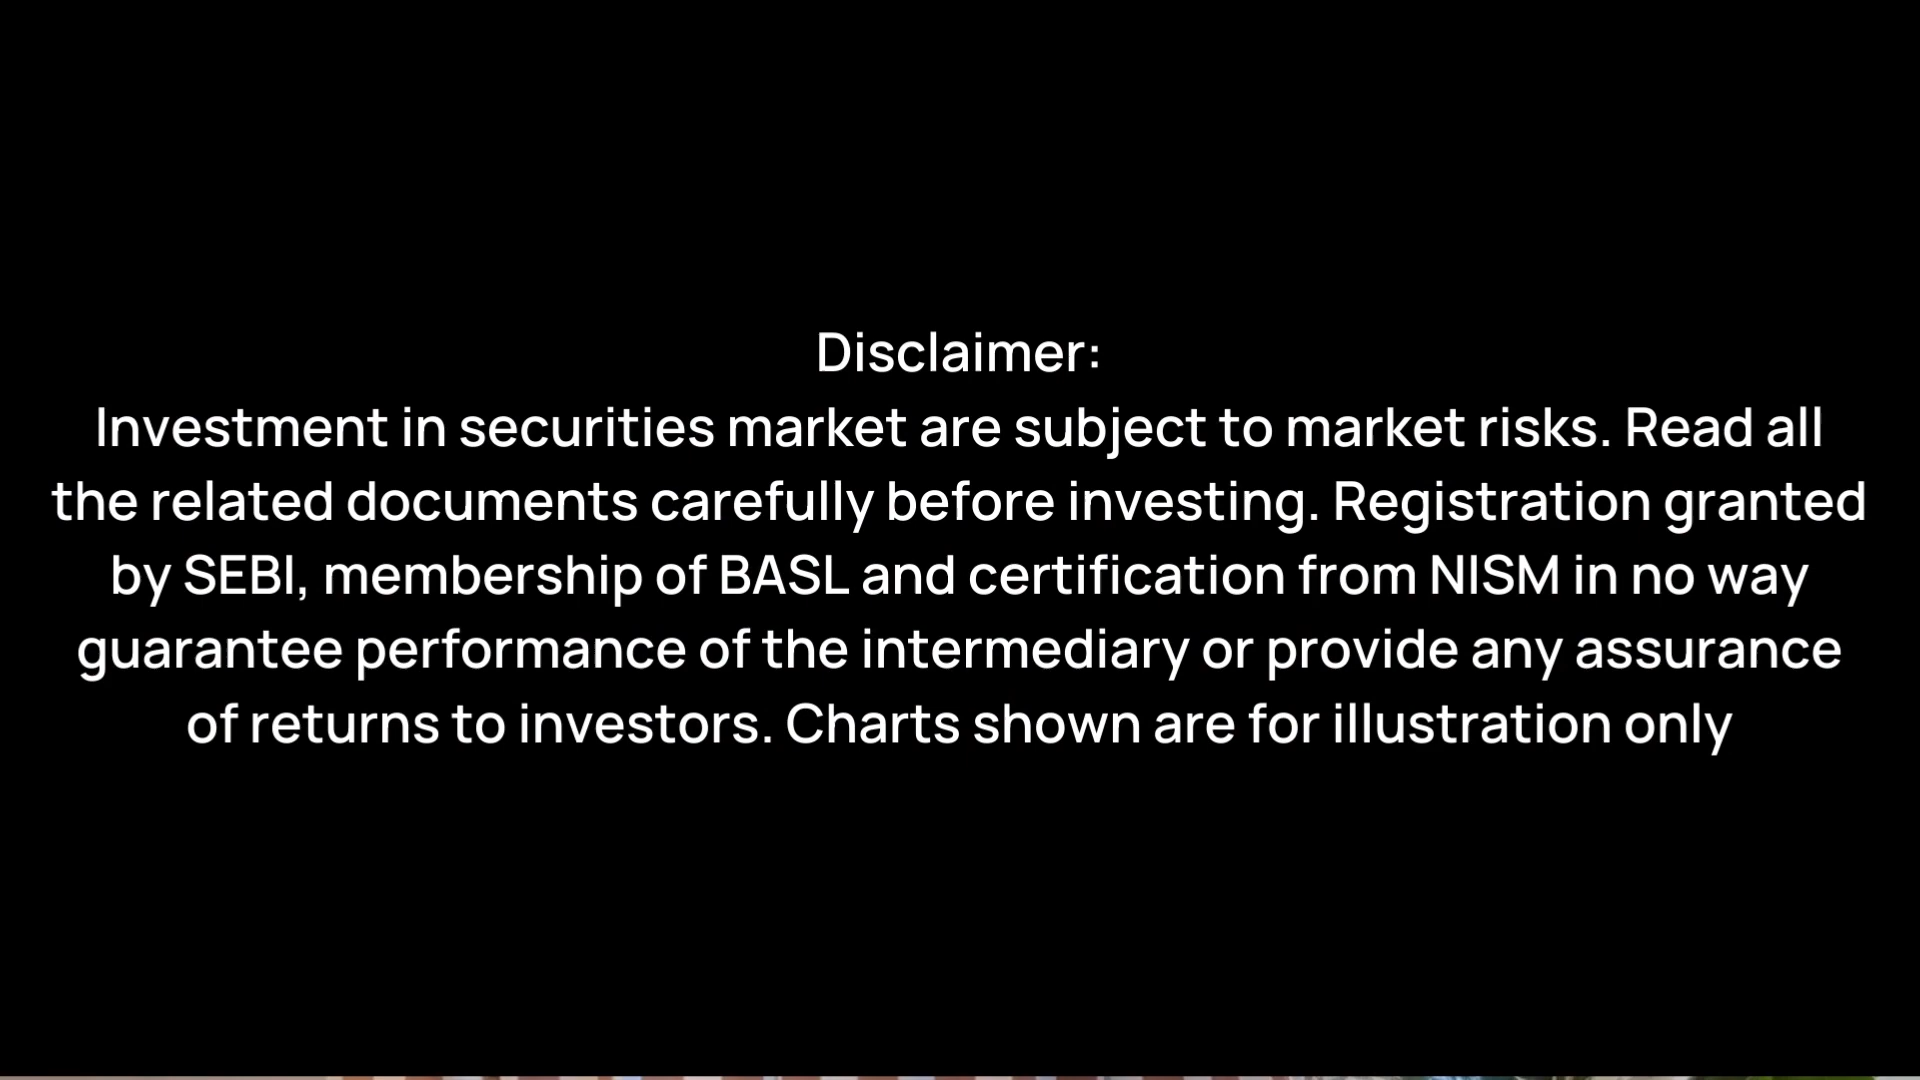 Disclaimer:
Investment in securities market are subject to market risks. Read all
the related documents carefully before investing. Registration granted
by SEBI, membership of BASL and certification from NISM in no way
guarantee performance of the intermediary or provide any assurance
of returns to investors. Charts shown are for illustration only